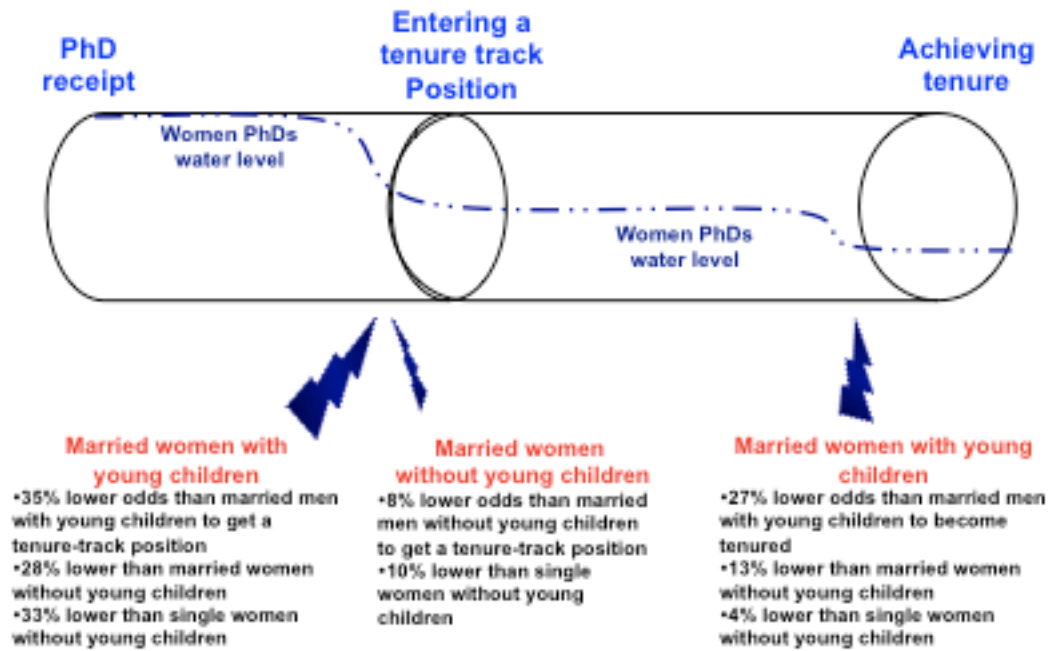 PhD
receipt
Entering a
tenure track
Position
Achieving
tenure
Women PhDs
water level
Women PhDs
water level
Married women with
young children
•35% lower odds than married men
with young children to get a
tenure-track position
•28% lower than married women
without young children
•33% lower than single women
without young children
Married women
without young children
•8% lower odds than married
men without young children
to get a tenure-track position
•10% lower than single
women without young
children
Married women with young
children
•27% lower odds than married men
with young children to become
tenured
•13% lower than married women
without young children
•4% lower than single women
without young children